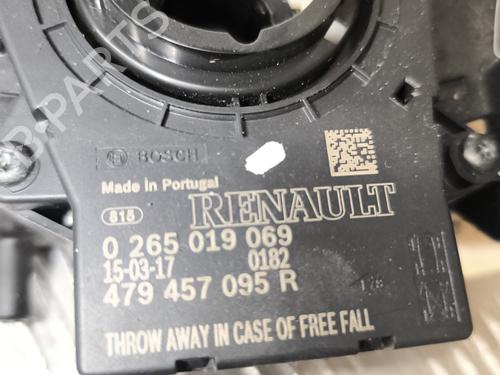 B-PARTS
BOSCH
Made in Portugal
815
RENAULT
0 265 019 069
15-03-17 0182
479 457 095 R
THROW AWAY IN CASE OF FREE FALL